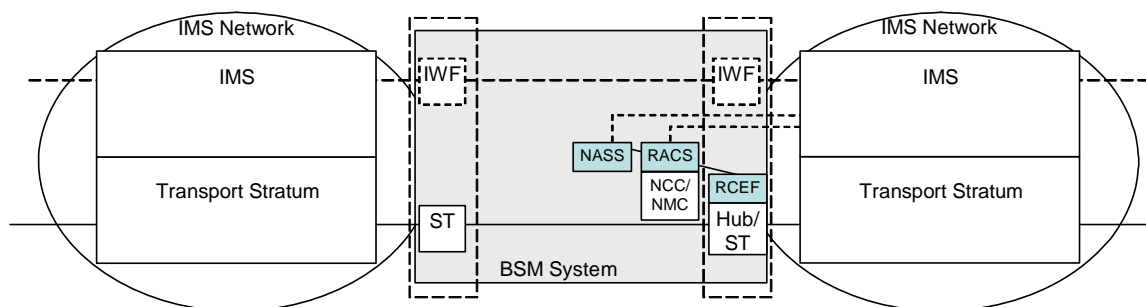 IMS Network
IMS Network
IMS
IWF
IWF
IMS
NASS
RACS
Transport Stratum
NCC/
NMC
RCEF
Transport Stratum
ST
Hub/
ST
BSM System